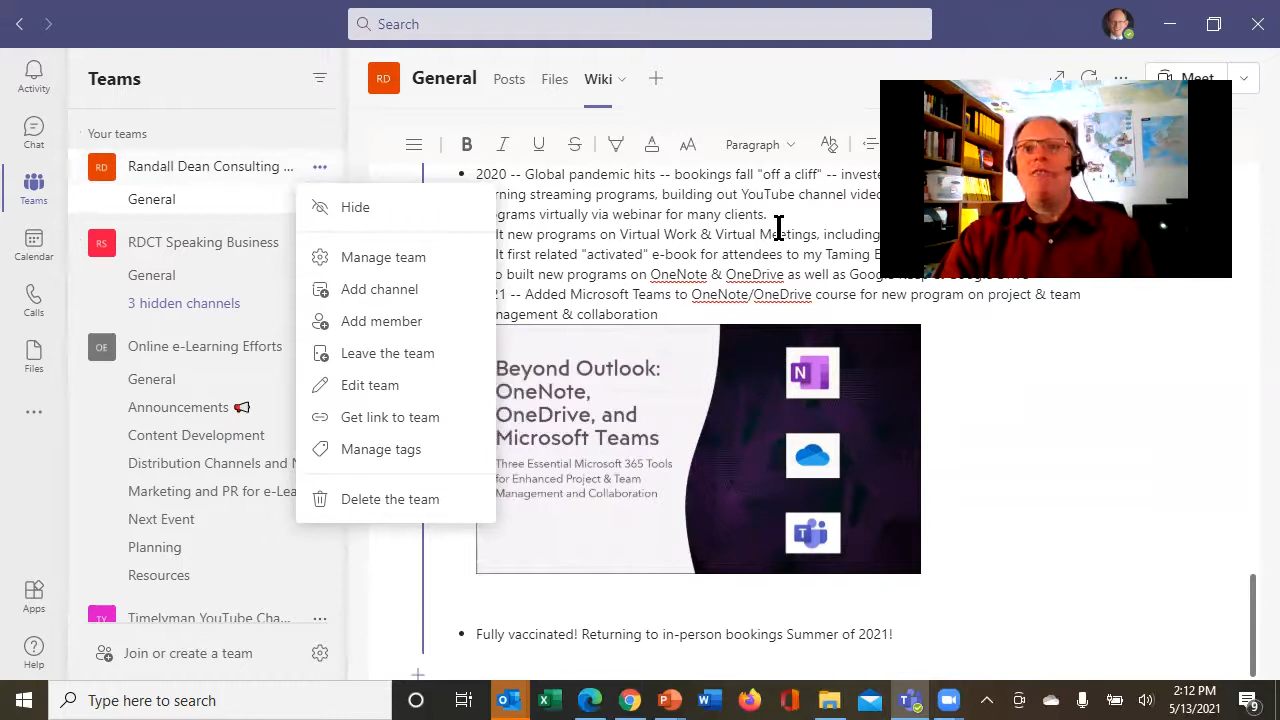 Search
Activity
Chat
Teams
Calendar
Calls
Files
Apps
Help
Teams
Your teams
RD
Randall Dean Consulting ...
General
RS
RDCT Speaking Business
General
3 hidden channels
OE
Online e-Learning Efforts
General
Announcements
Content Development
Distribution Channels and
Marketing and PR for e-Lea
Next Event
Planning
Resources
Timelyman YouTube Cha...
Join or create a team
Hide
Manage team
Add channel
Add member
Leave the team
Edit team
Get link to team
Manage tags
Delete the team
RD
General
Posts
Files
Wiki
Meet
B I U S
Paragraph
2020 -- Global pandemic hits -- bookings fall "off a cliff" -- investe
rning streaming programs, building out YouTube channel video
ograms virtually via webinar for many clients.
lt new programs on Virtual Work & Virtual Meetings, including
lt first related "activated" e-book for attendees to my Taming E
o built new programs on OneNote & OneDrive as well as Google
21 -- Added Microsoft Teams to OneNote/OneDrive course for new program on project & team
nagement & collaboration
Beyond Outlook:
OneNote,
OneDrive, and
Microsoft Teams
Three Essential Microsoft 365 Tools
for Enhanced Project & Team
Management and Collaboration
Fully vaccinated! Returning to in-person bookings Summer of 2021!
Type here to search
2:12 PM
5/13/2021
9